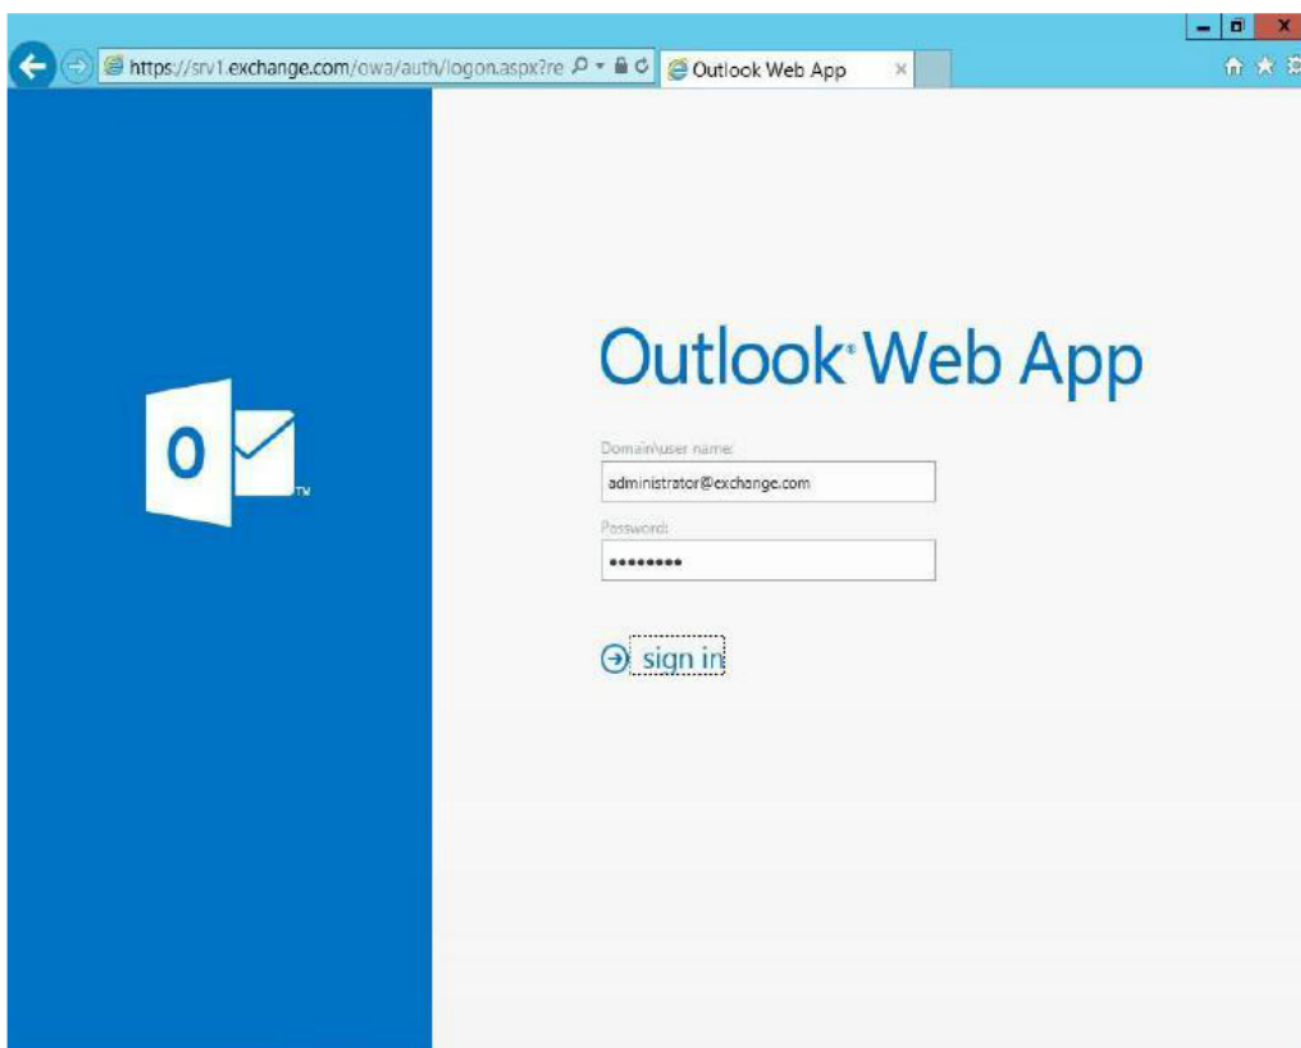 https://srv1.exchange.com/owa/auth/logon.aspx?re
Outlook Web App
Outlook® Web App
Domain\user name:
administrator@exchange.com
Password:
••••••••
sign in
O
TM